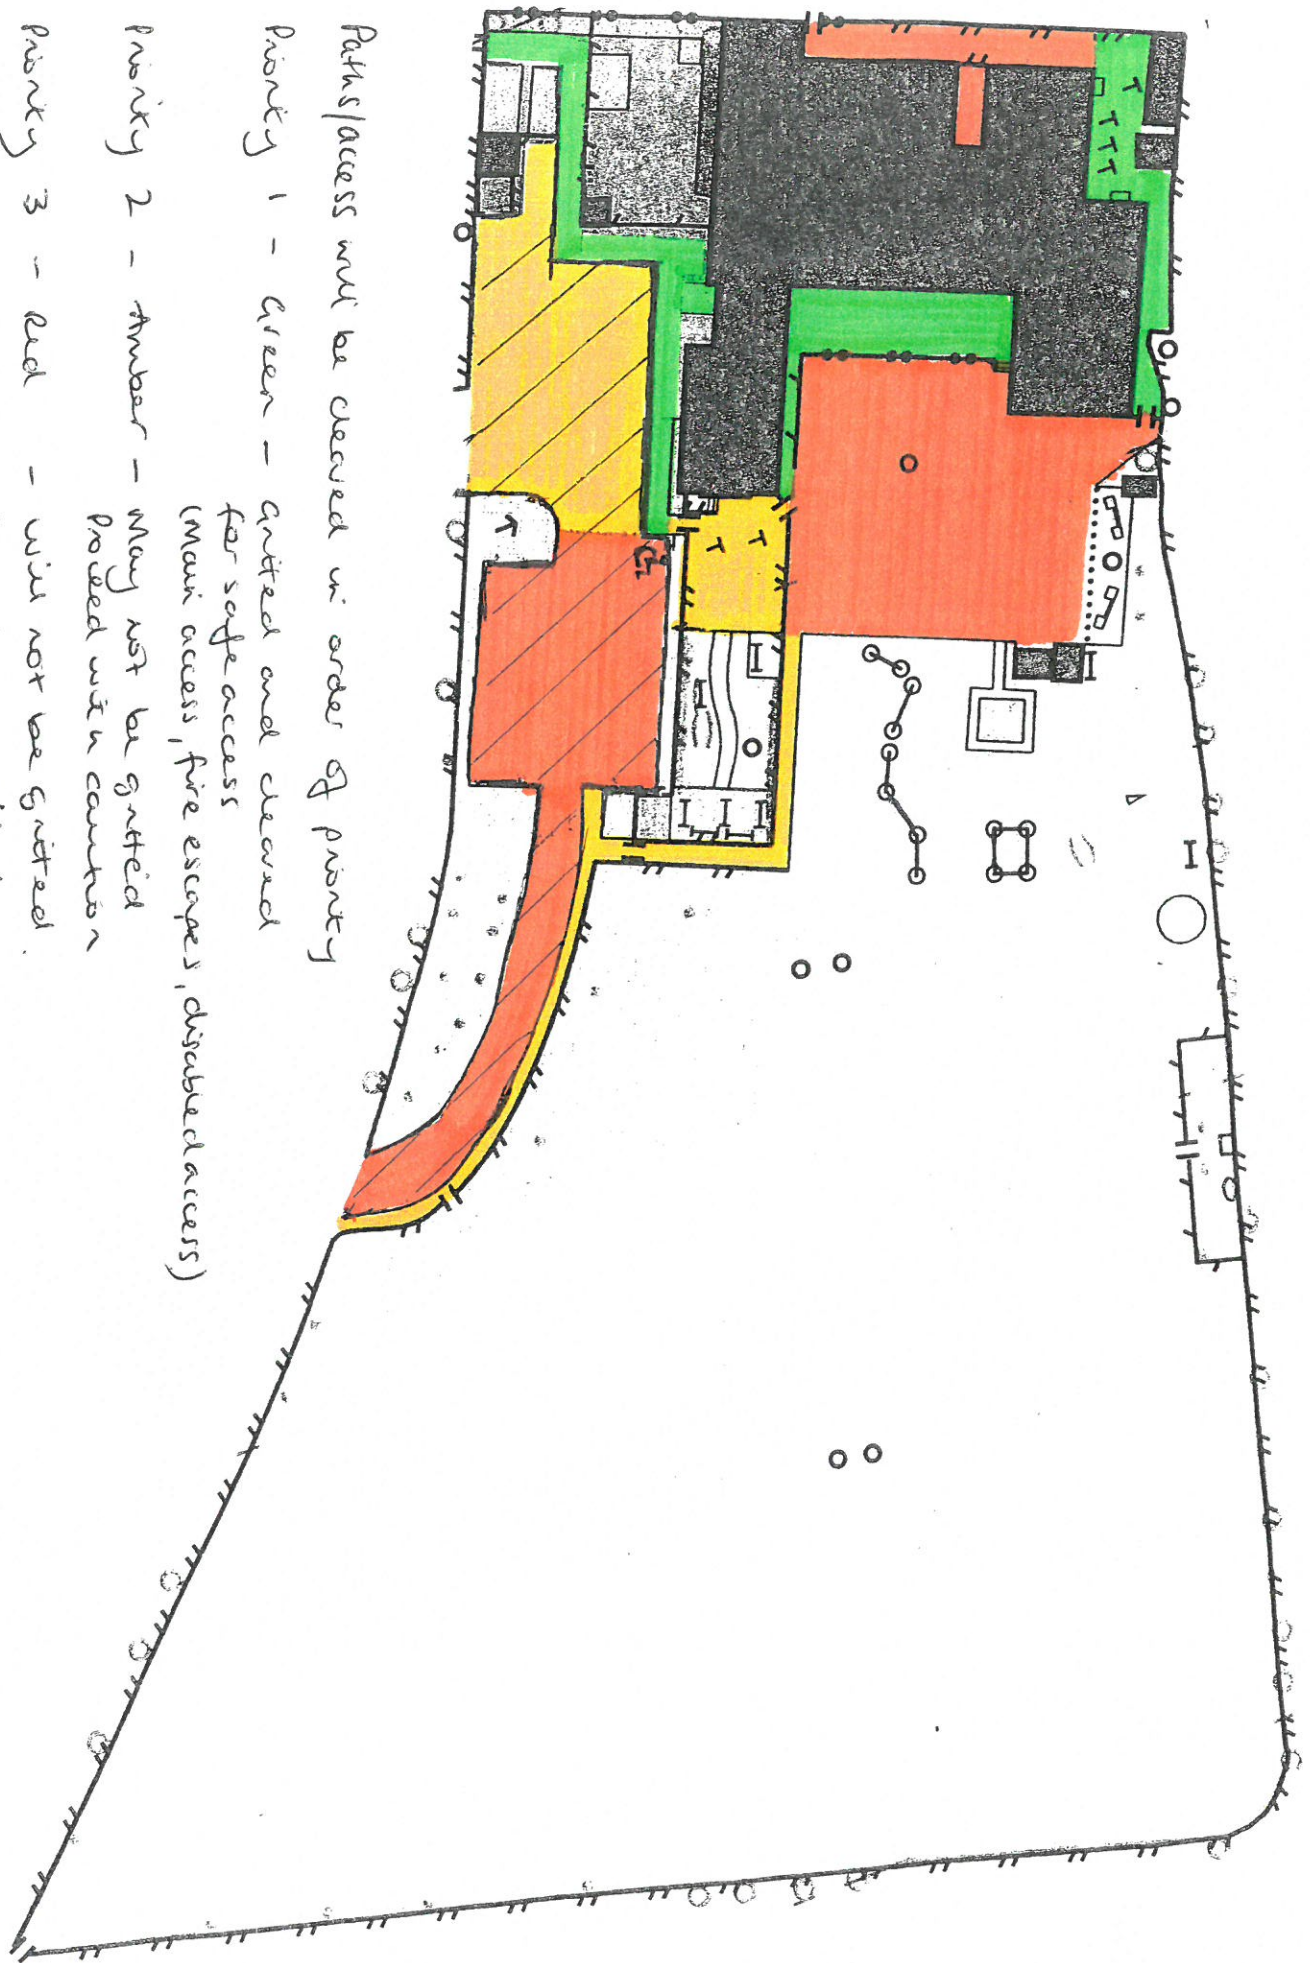 Paths/access will be cleared in order of priority
Priority 1 - Green - Gritted and cleared
for safe access
(Main access, fire escapes, disabled access)
Priority 2 - Amber - May not be gritted
Proceed with caution
Priority 3 - Red - will not be gritted.